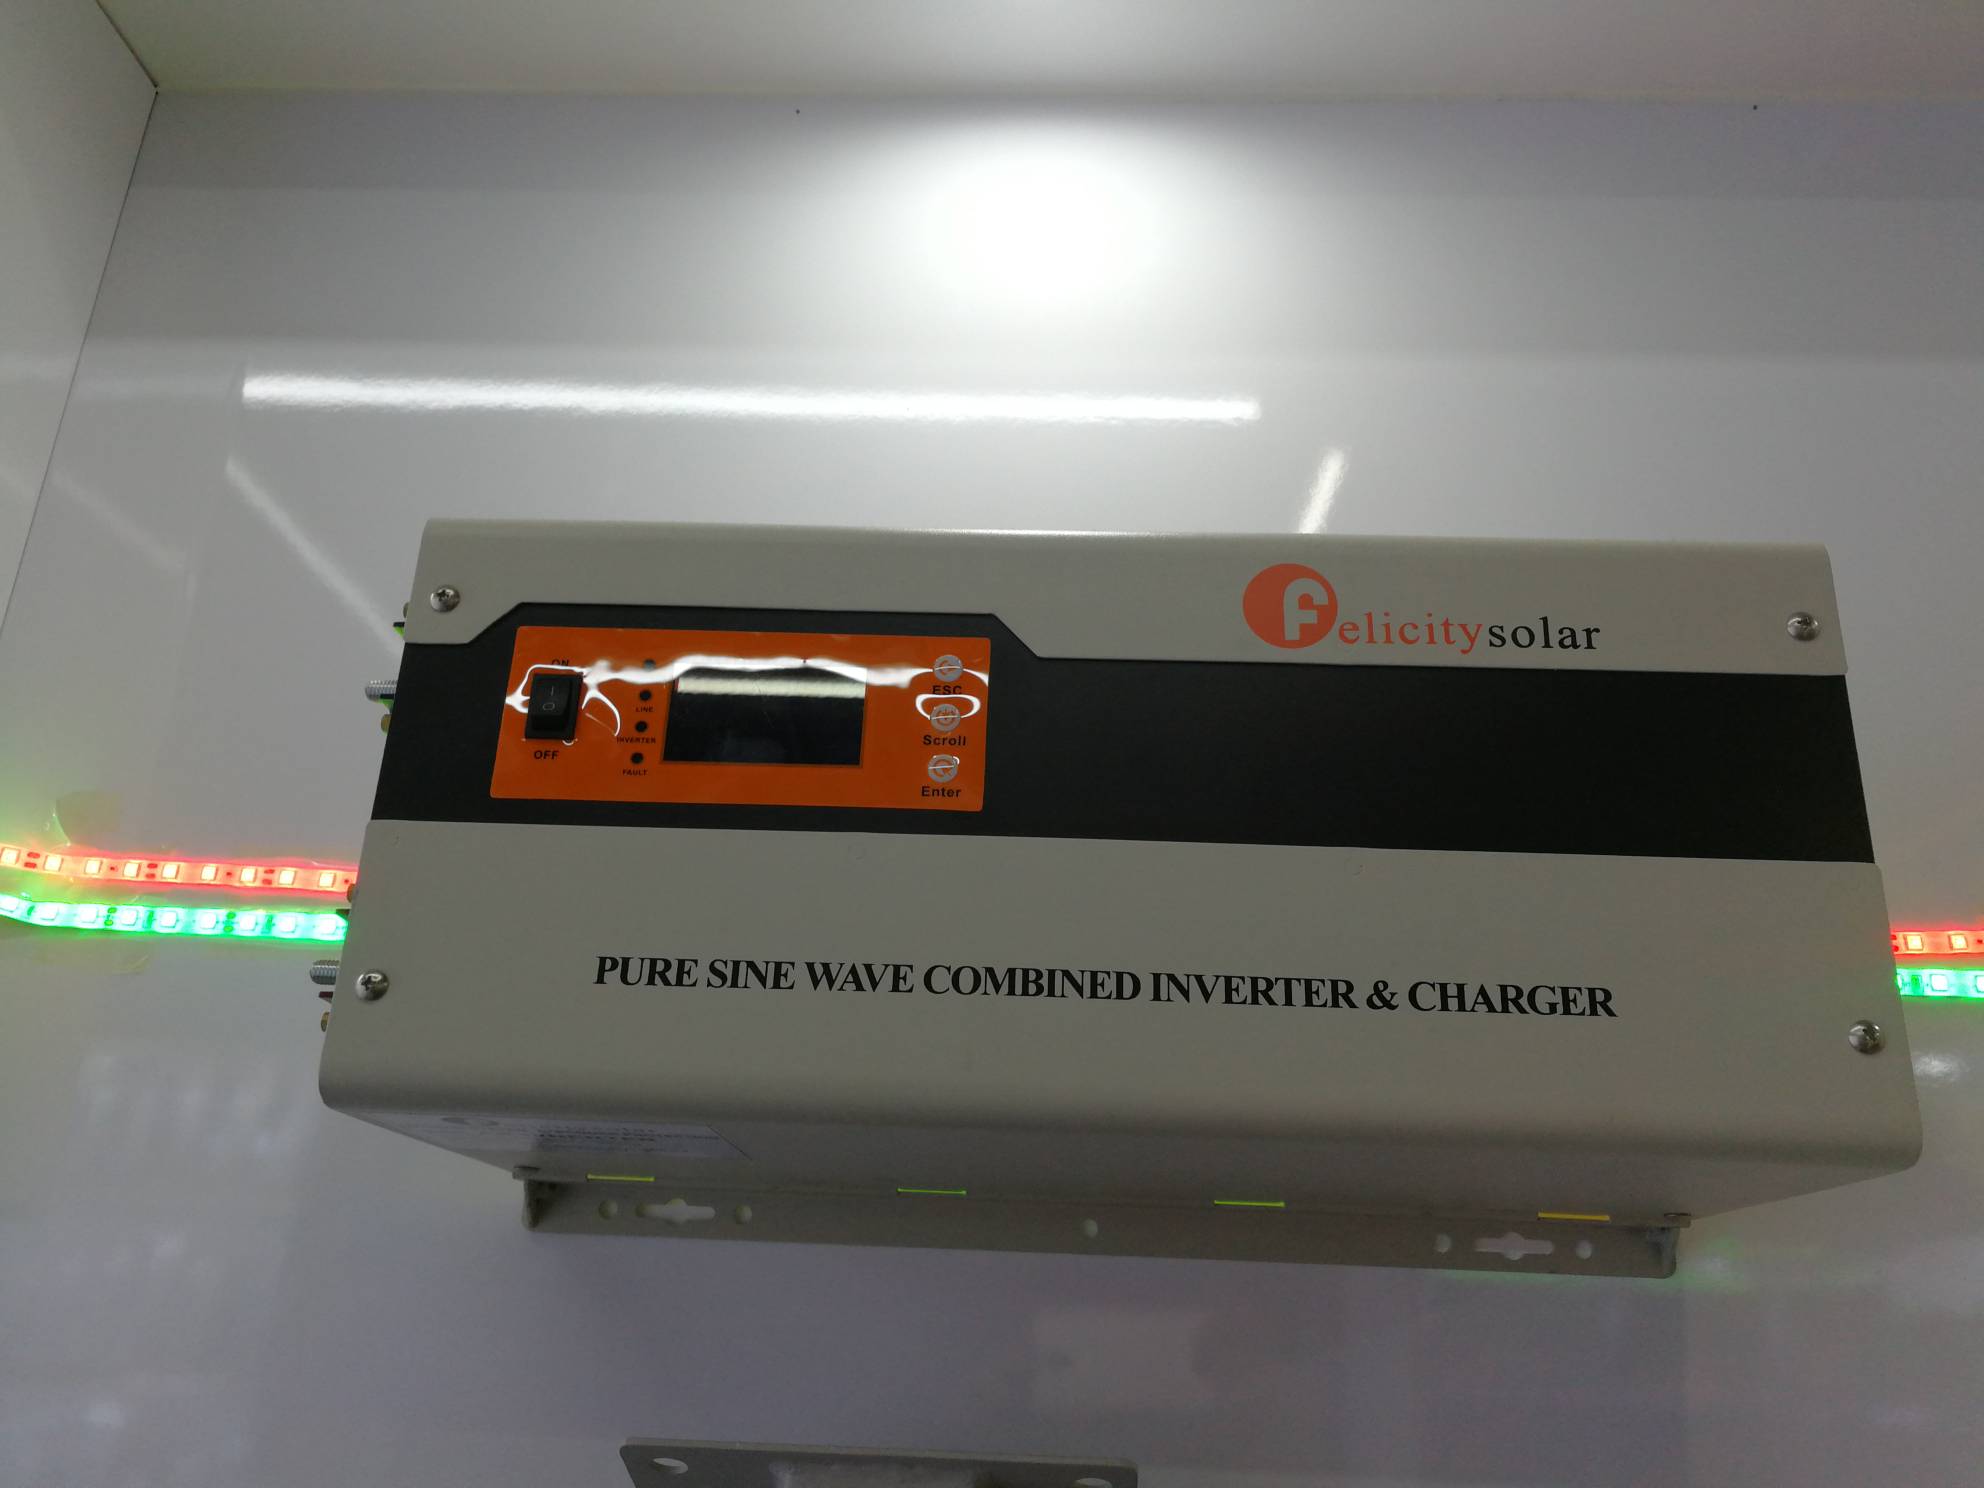 felicitysolar
ON
OFF
LINE
INVERTER
FAULT
ESC
Scroll
Enter
PURE SINE WAVE COMBINED INVERTER & CHARGER